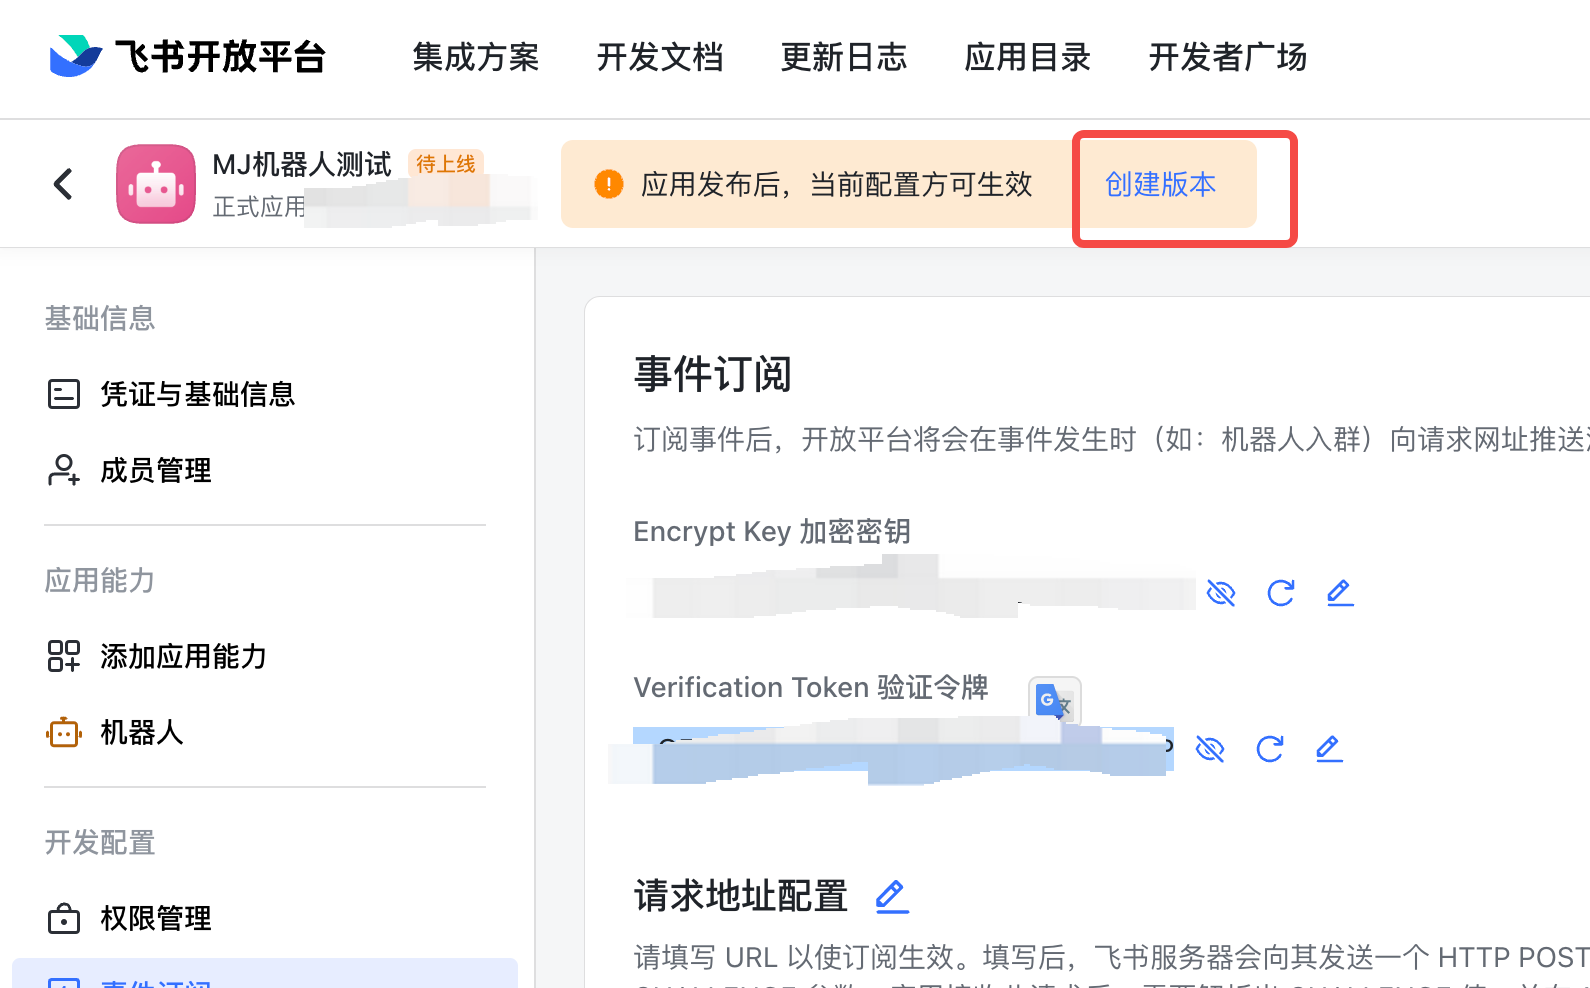 飞书开放平台 集成方案 开发文档 更新日志 应用目录 开发者广场
MJ机器人测试 待上线
正式应用
应用发布后，当前配置方可生效 创建版本
基础信息
凭证与基础信息
成员管理
应用能力
添加应用能力
机器人
开发配置
权限管理
事件订阅
事件订阅
订阅事件后，开放平台将会在事件发生时（如：机器人入群）向请求网址推送
Encrypt Key 加密密钥
Verification Token 验证令牌
请求地址配置
请填写 URL 以使订阅生效。填写后，飞书服务器会向其发送一个 HTTP POST